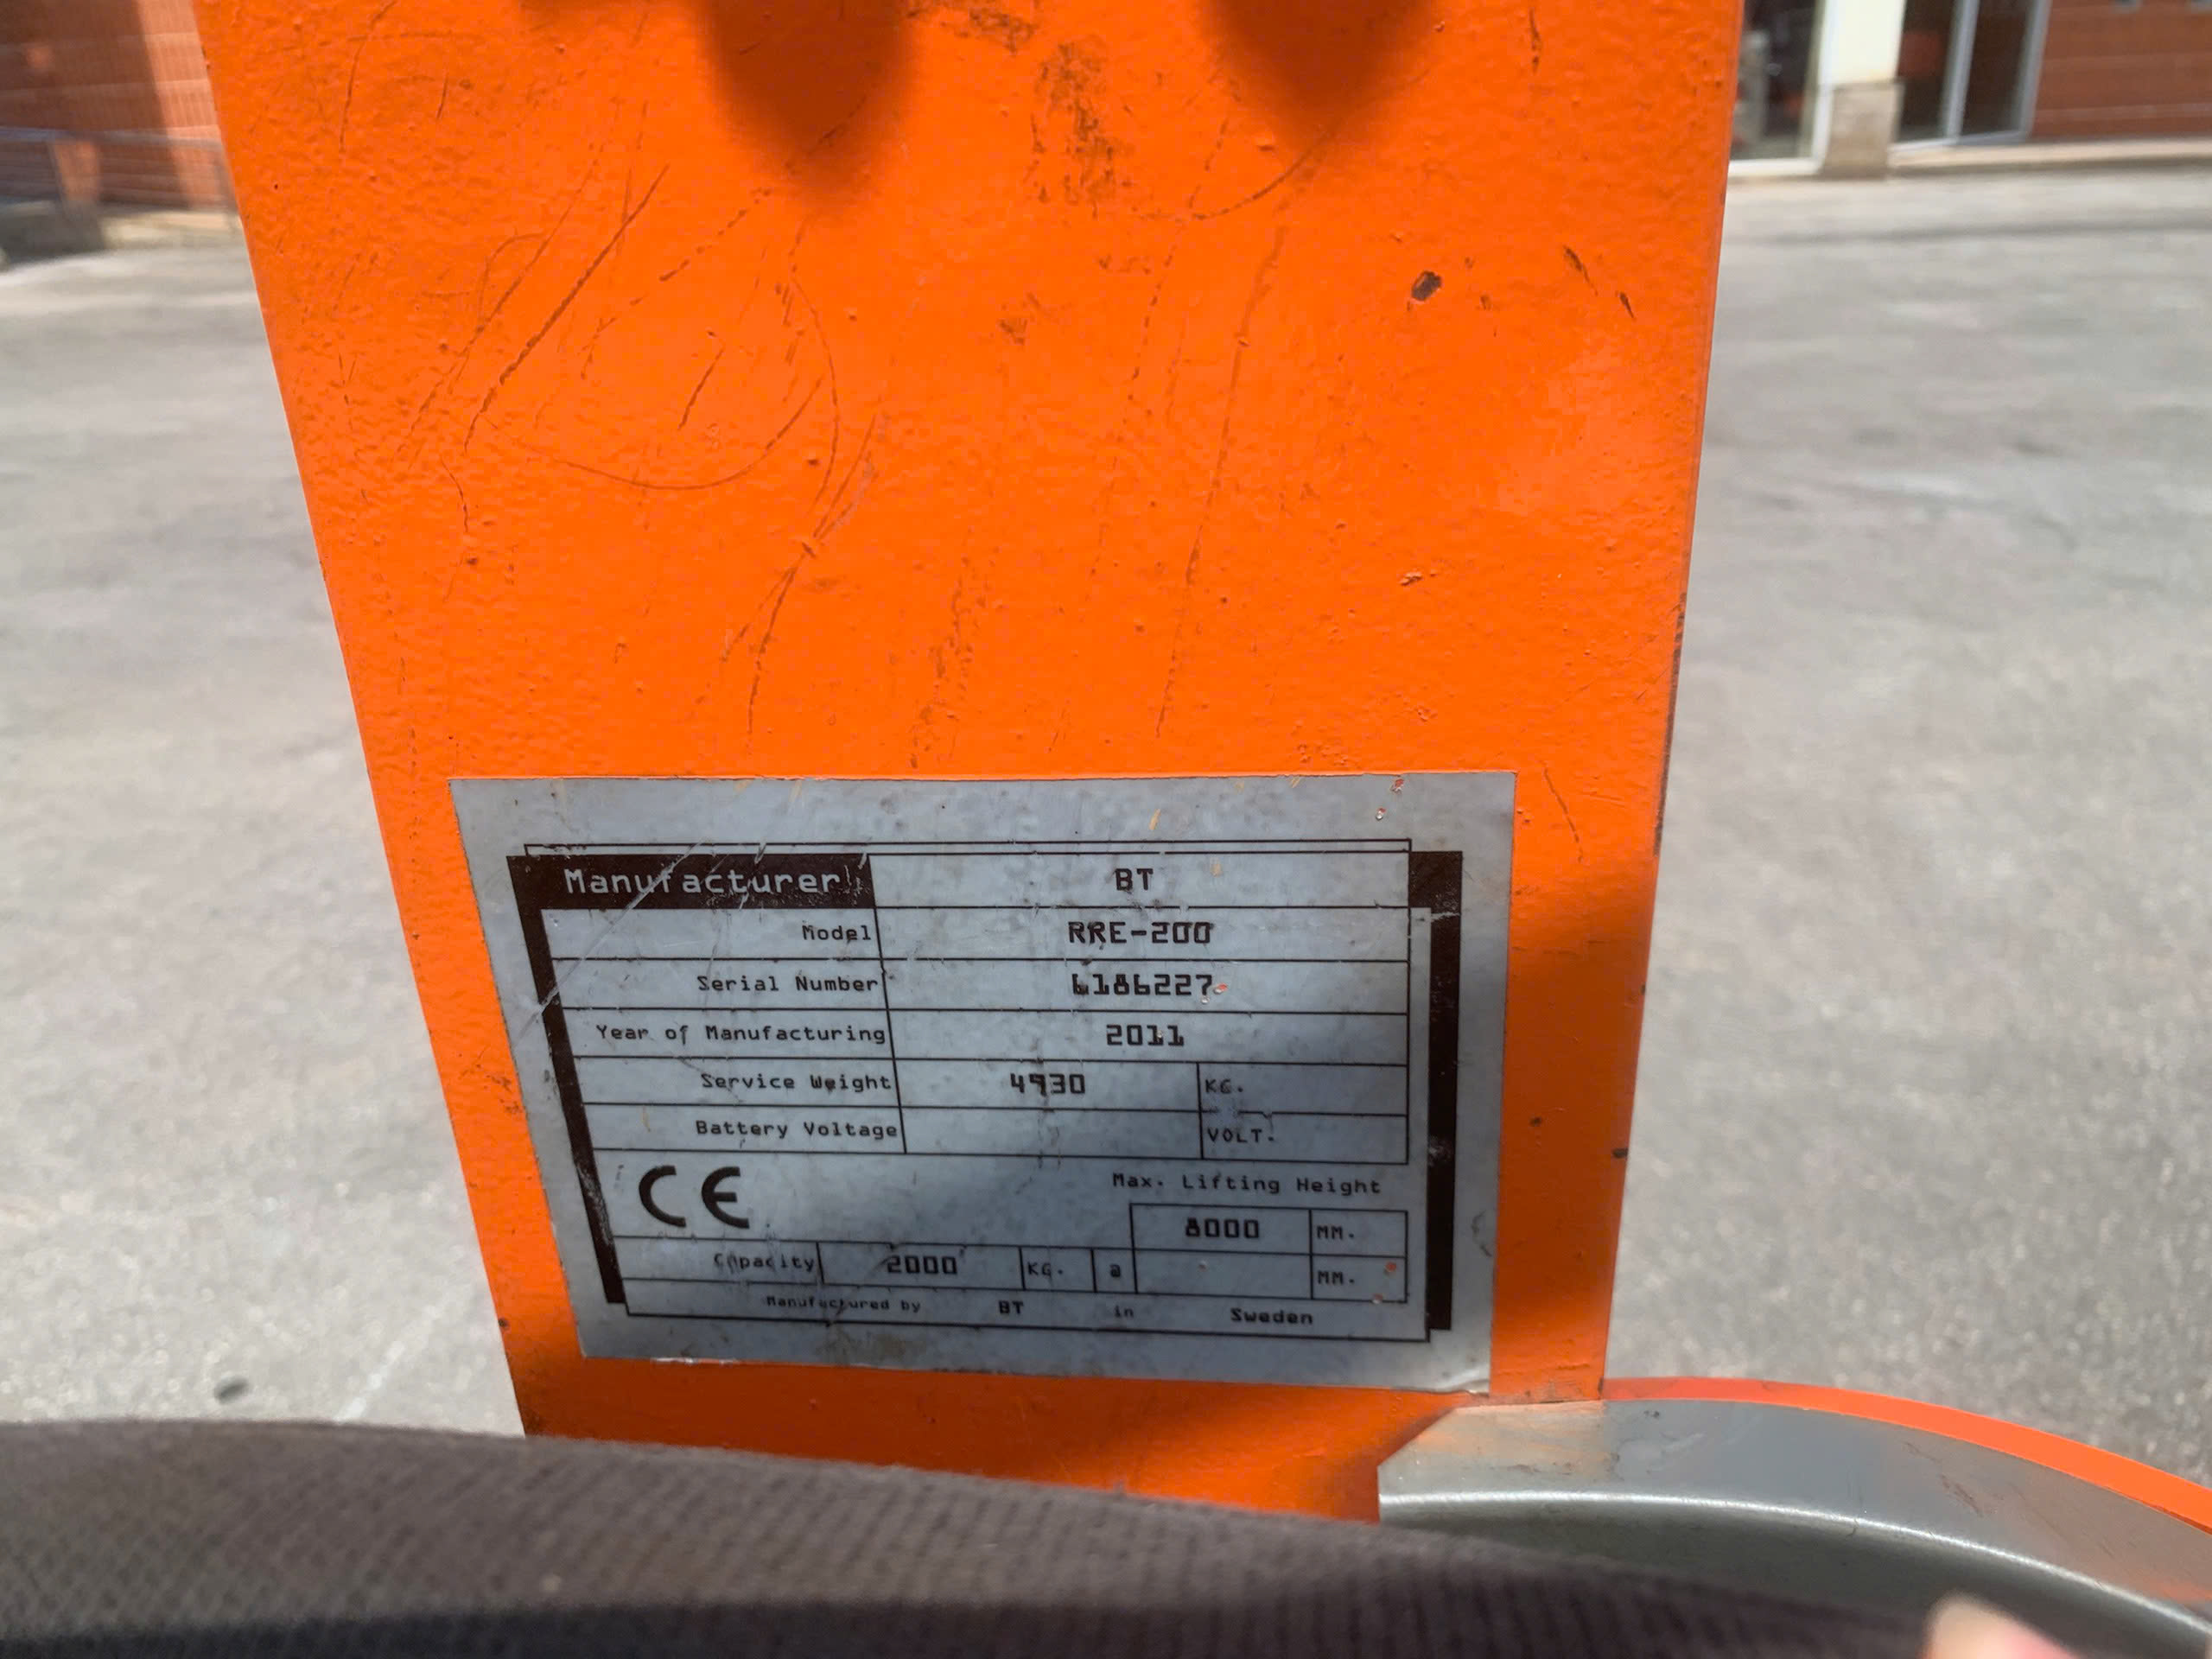 Manufacturer BT
Model RRE-200
Serial Number 6186227
Year of Manufacturing 2011
Service Weight 4930 KG.
Battery Voltage VOLT.
CE Max. Lifting Height
8000 MM.
Capacity 2000 KG. a MM.
Manufactured by BT in Sweden